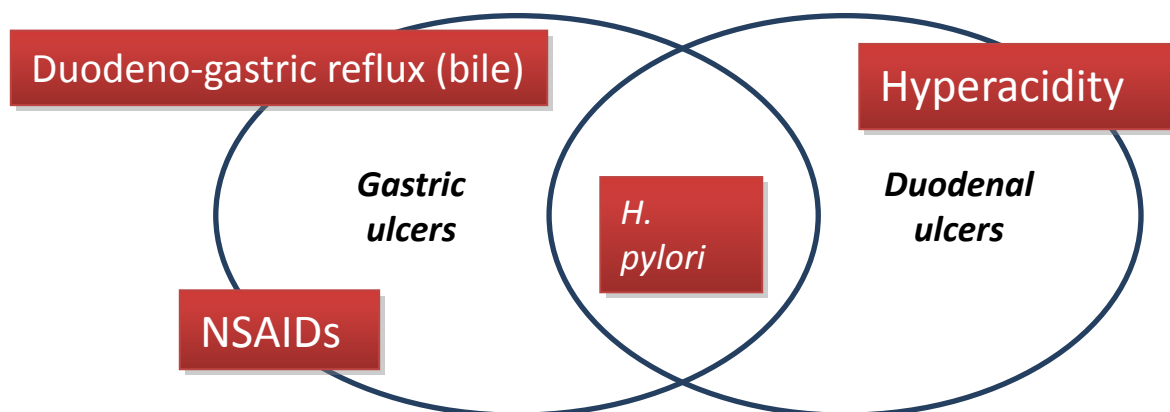 Duodeno-gastric reflux (bile)
Hyperacidity
Gastric
ulcers
H.
pylori
Duodenal
ulcers
NSAIDs